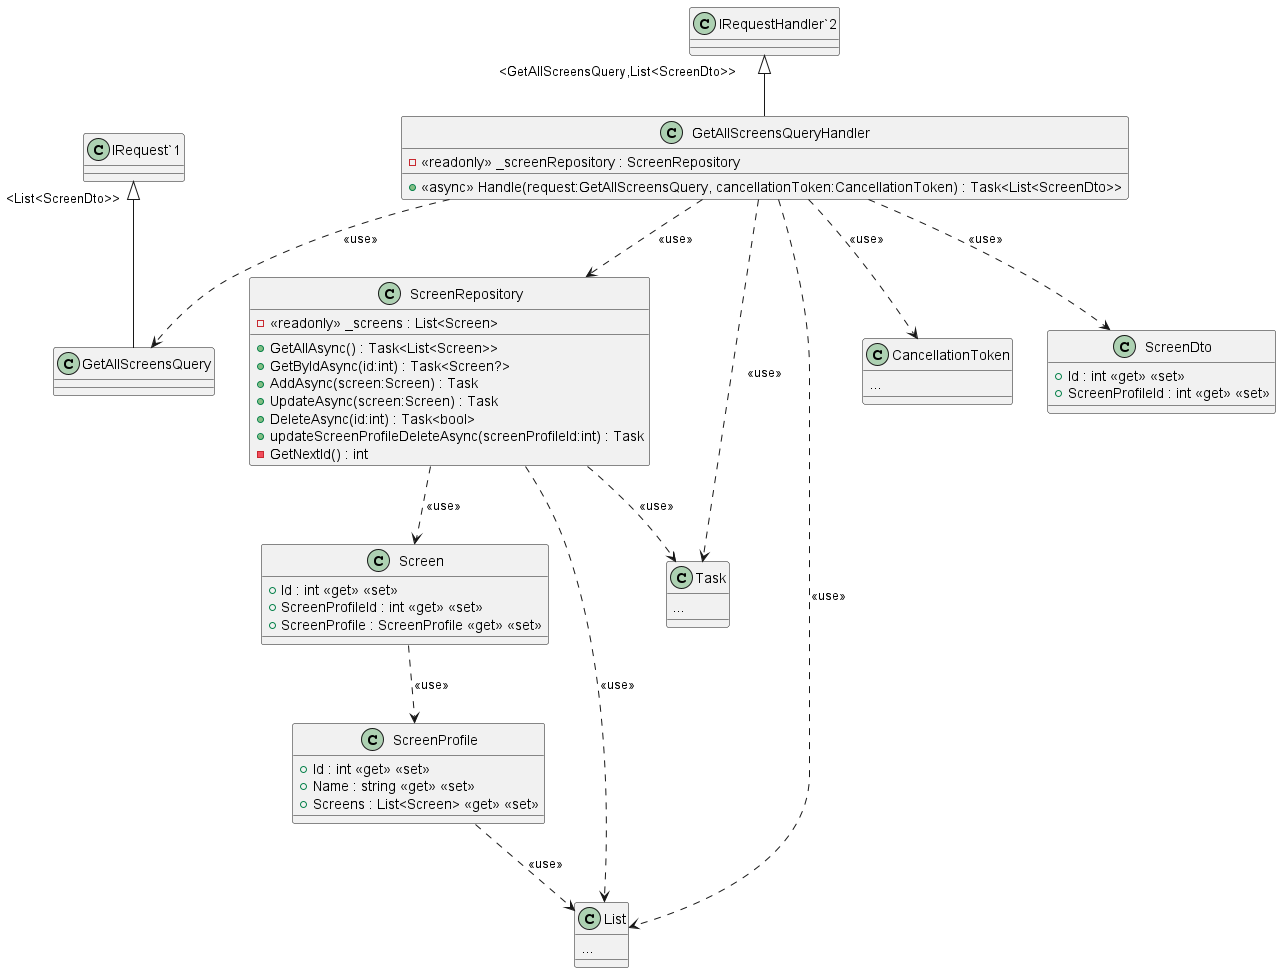 C IRequestHandler`2
<GetAllScreensQuery,List<ScreenDto>>
C GetAllScreensQueryHandler
«readonly» _screenRepository : ScreenRepository
«async» Handle(request:GetAllScreensQuery, cancellationToken:CancellationToken) : Task<List<ScreenDto>>
C IRequest`1
<List<ScreenDto>>
«use»
«use»
«use»
«use»
C ScreenRepository
«readonly» _screens : List<Screen>
GetAllAsync() : Task<List<Screen>>
GetByIdAsync(id:int) : Task<Screen?>
AddAsync(screen:Screen) : Task
UpdateAsync(screen:Screen) : Task
DeleteAsync(id:int) : Task<bool>
updateScreenProfileDeleteAsync(screenProfileId:int) : Task
GetNextId() : int
C GetAllScreensQuery
«use»
C CancellationToken
...
C ScreenDto
Id : int «get» «set»
ScreenProfileId : int «get» «set»
«use»
«use»
C Screen
Id : int «get» «set»
ScreenProfileId : int «get» «set»
ScreenProfile : ScreenProfile «get» «set»
C Task
...
«use»
«use»
«use»
C ScreenProfile
Id : int «get» «set»
Name : string «get» «set»
Screens : List<Screen> «get» «set»
«use»
C List
...